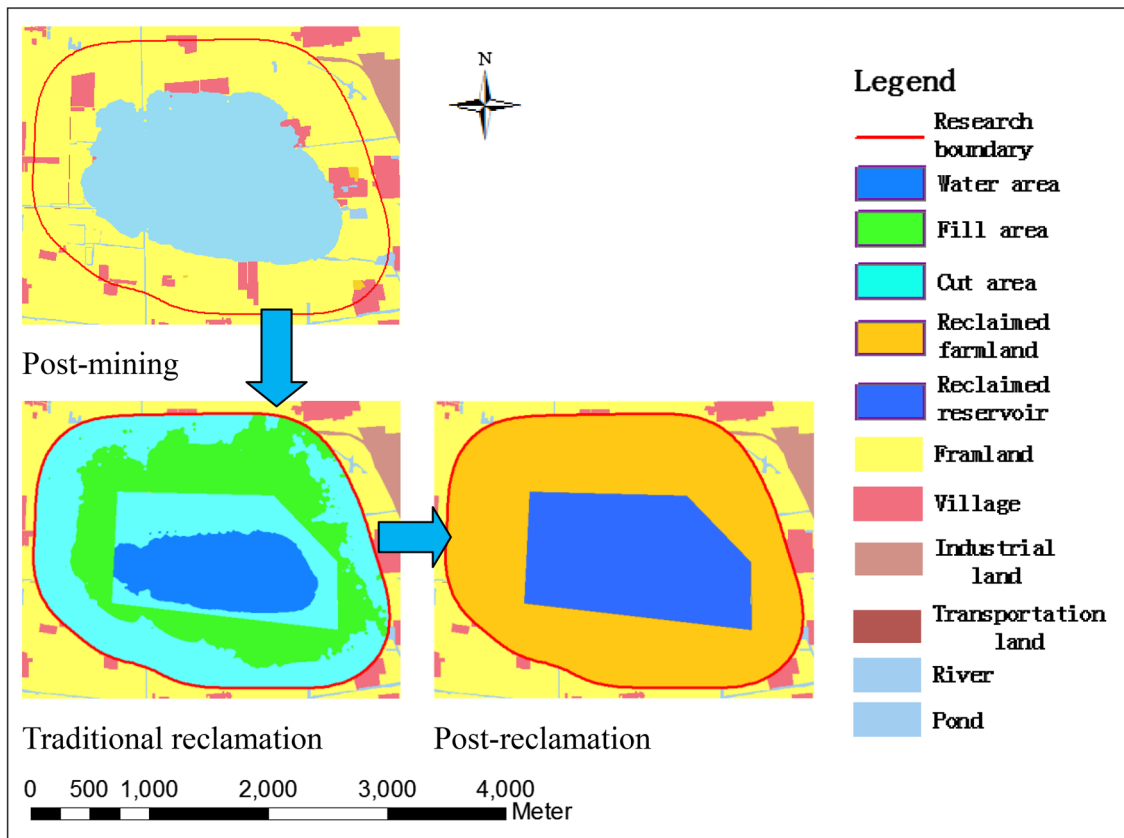 N
Post-mining
Traditional reclamation
Post-reclamation
0 500 1,000 2,000 3,000 4,000
Meter
Legend
Research
boundary
Water area
Fill area
Cut area
Reclaimed
farmland
Reclaimed
reservoir
Framland
Village
Industrial
land
Transportation
land
River
Pond